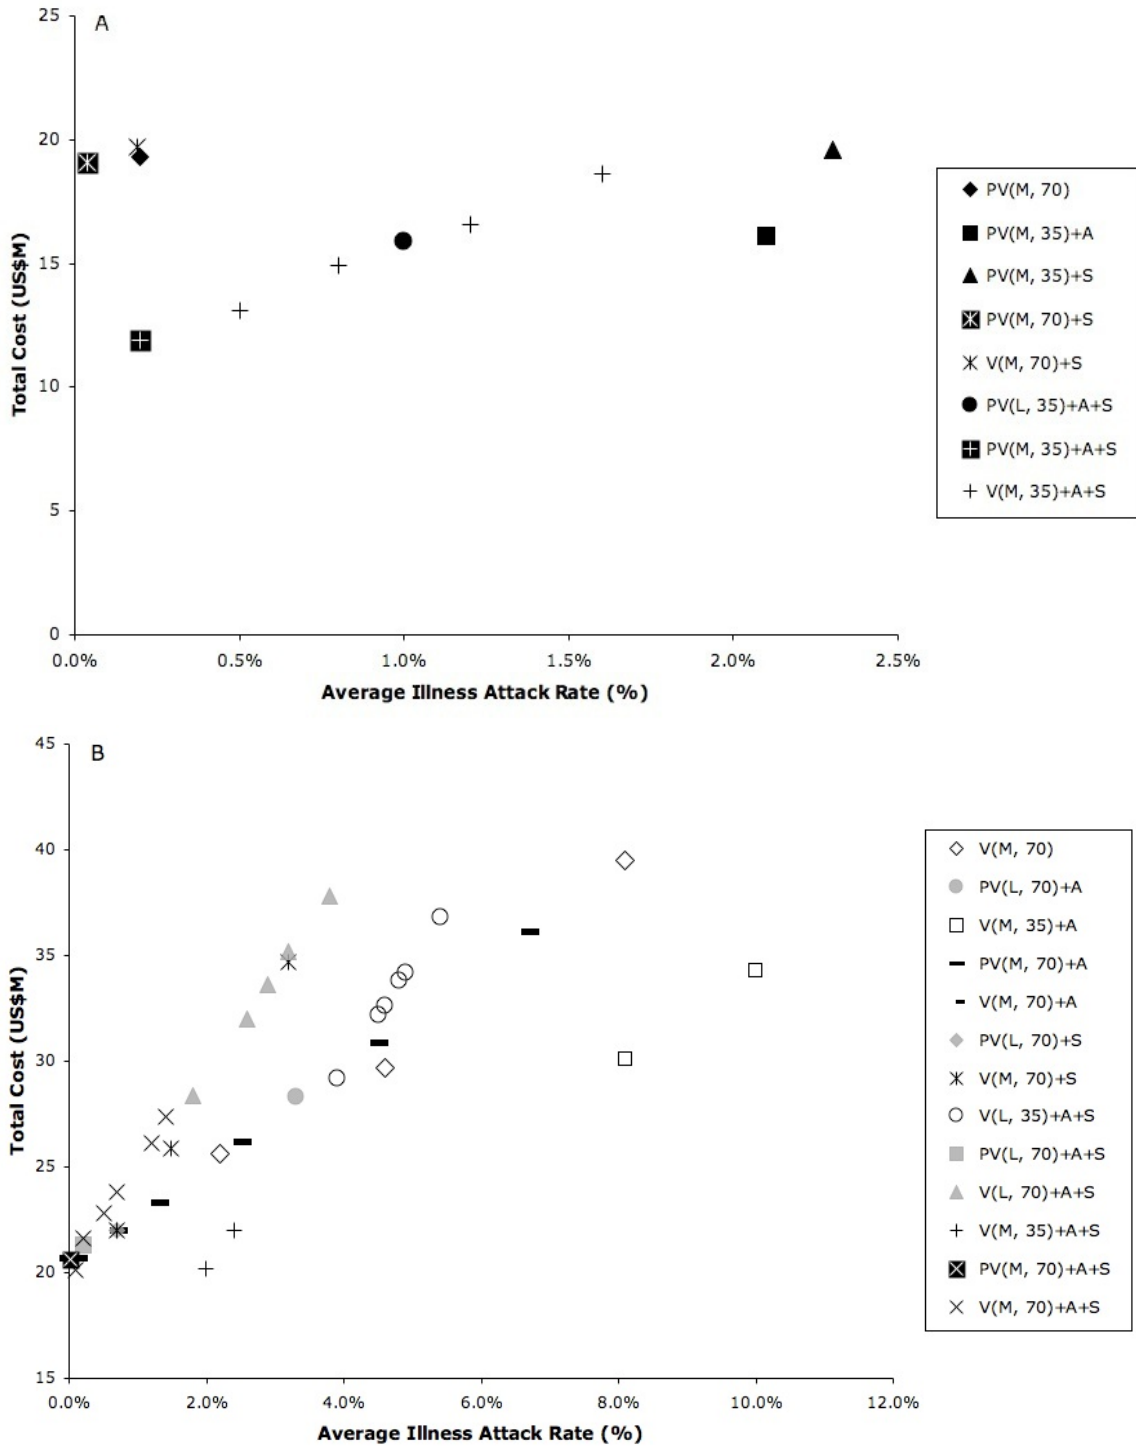 A
25
20
15
10
5
0
Total Cost (US$M)
0.0% 0.5% 1.0% 1.5% 2.0% 2.5%
Average Illness Attack Rate (%)
PV(M, 70)
PV(M, 35)+A
PV(M, 35)+S
PV(M, 70)+S
V(M, 70)+S
PV(L, 35)+A+S
PV(M, 35)+A+S
V(M, 35)+A+S
B
45
40
35
30
25
20
15
Total Cost (US$M)
0.0% 2.0% 4.0% 6.0% 8.0% 10.0% 12.0%
Average Illness Attack Rate (%)
V(M, 70)
PV(L, 70)+A
V(M, 35)+A
PV(M, 70)+A
V(M, 70)+A
PV(L, 70)+S
V(M, 70)+S
V(L, 35)+A+S
PV(L, 70)+A+S
V(L, 70)+A+S
V(M, 35)+A+S
PV(M, 70)+A+S
V(M, 70)+A+S